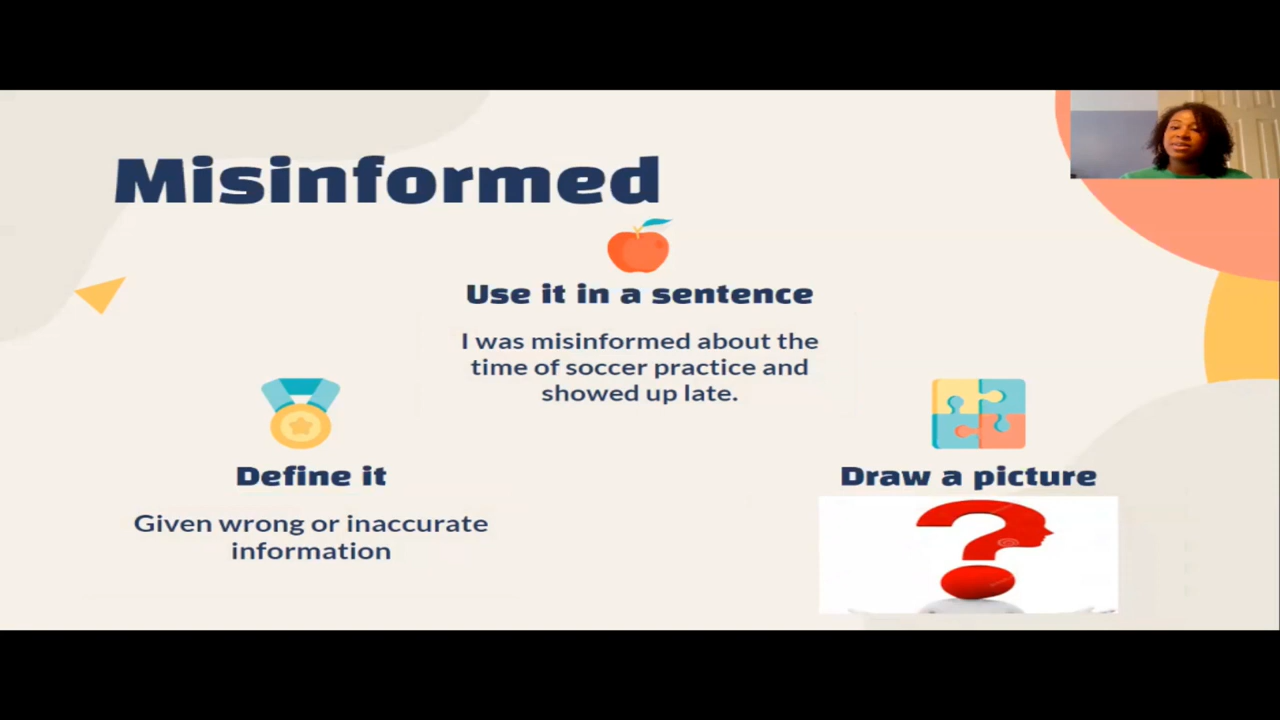 Misinformed
Use it in a sentence
I was misinformed about the
time of soccer practice and
showed up late.
Define it
Given wrong or inaccurate
information
Draw a picture